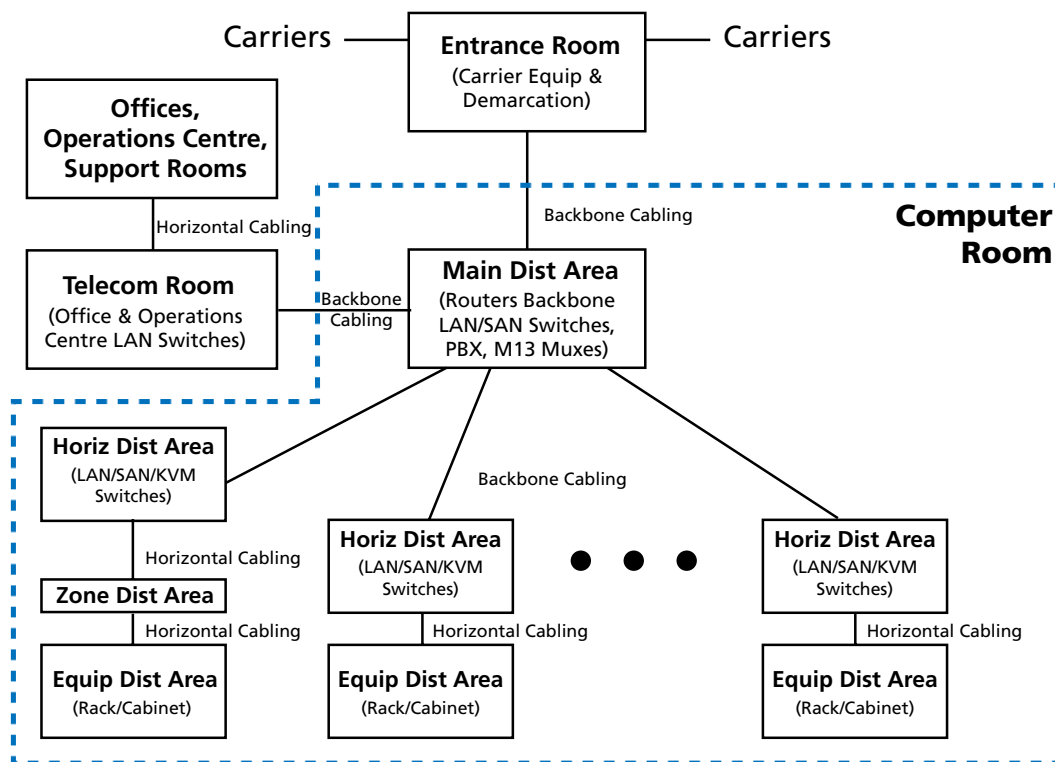 Carriers
Entrance Room
(Carrier Equip &
Demarcation)
Carriers
Offices,
Operations Centre,
Support Rooms
Horizontal Cabling
Backbone Cabling
Computer
Room
Telecom Room
(Office & Operations
Centre LAN Switches)
Backbone
Cabling
Main Dist Area
(Routers Backbone
LAN/SAN Switches,
PBX, M13 Muxes)
Horiz Dist Area
(LAN/SAN/KVM
Switches)
Backbone Cabling
Horizontal Cabling
Zone Dist Area
Horizontal Cabling
Equip Dist Area
(Rack/Cabinet)
Horiz Dist Area
(LAN/SAN/KVM
Switches)
Horizontal Cabling
Equip Dist Area
(Rack/Cabinet)
Horiz Dist Area
(LAN/SAN/KVM
Switches)
Horizontal Cabling
Equip Dist Area
(Rack/Cabinet)